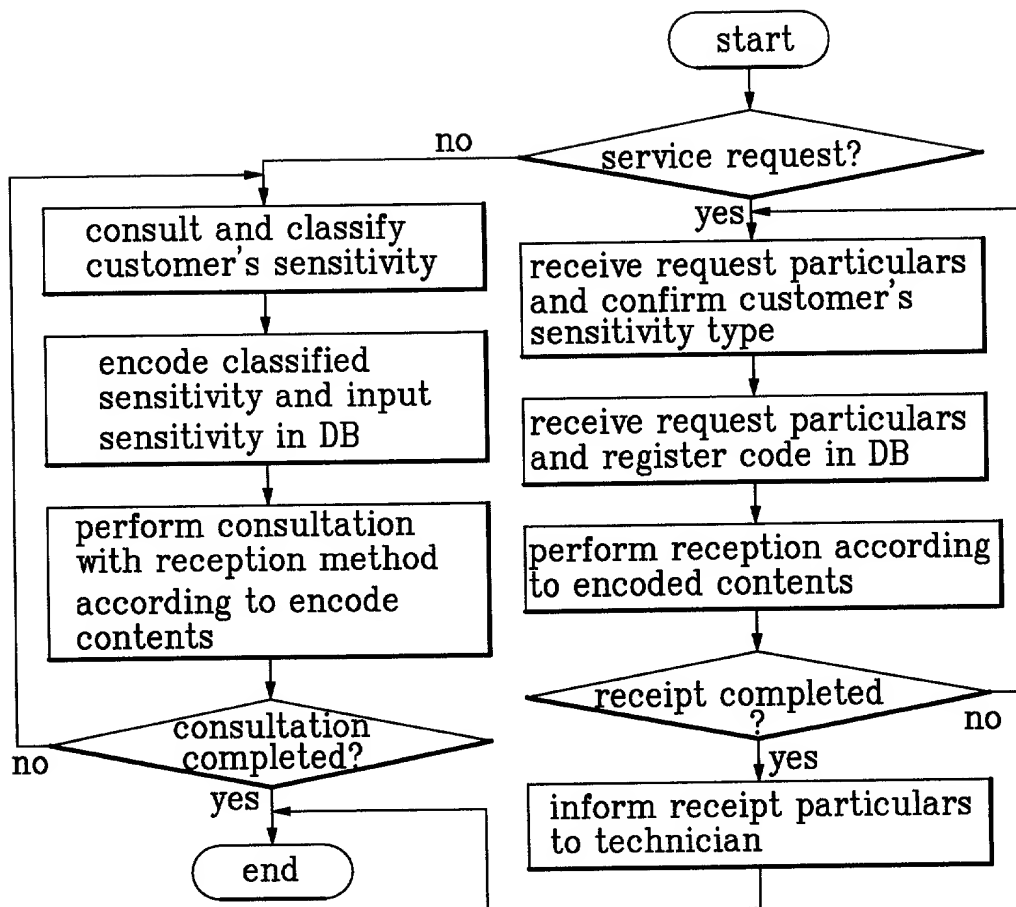 start
service request?
no
yes
consult and classify
customer's sensitivity
encode classified
sensitivity and input
sensitivity in DB
perform consultation
with reception method
according to encode
contents
consultation
completed?
no
yes
end
receive request particulars
and confirm customer's
sensitivity type
receive request particulars
and register code in DB
perform reception according
to encoded contents
receipt completed
?
no
yes
inform receipt particulars
to technician